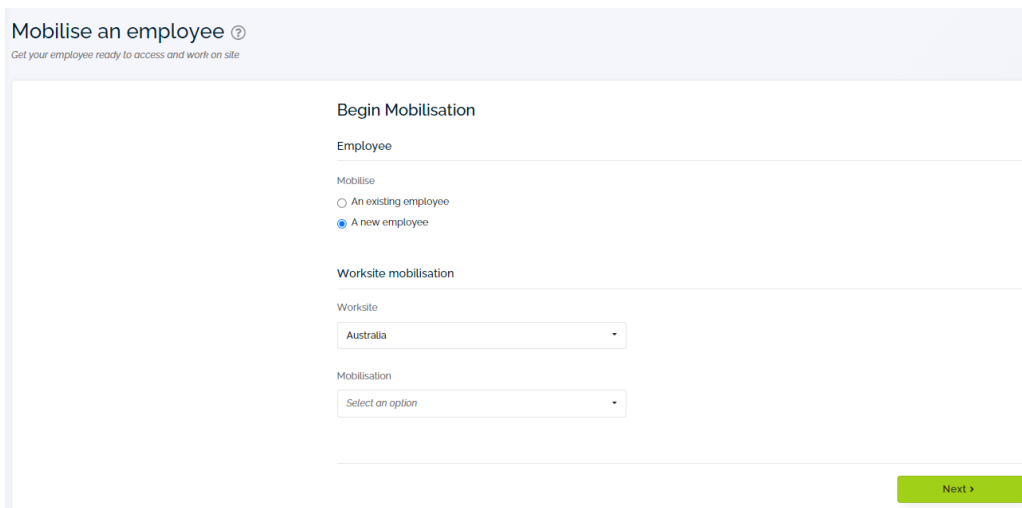 Mobilise an employee ?
Get your employee ready to access and work on site
Begin Mobilisation
Employee
Mobilise
An existing employee
A new employee
Worksite mobilisation
Worksite
Australia
Mobilisation
Select an option
Next >